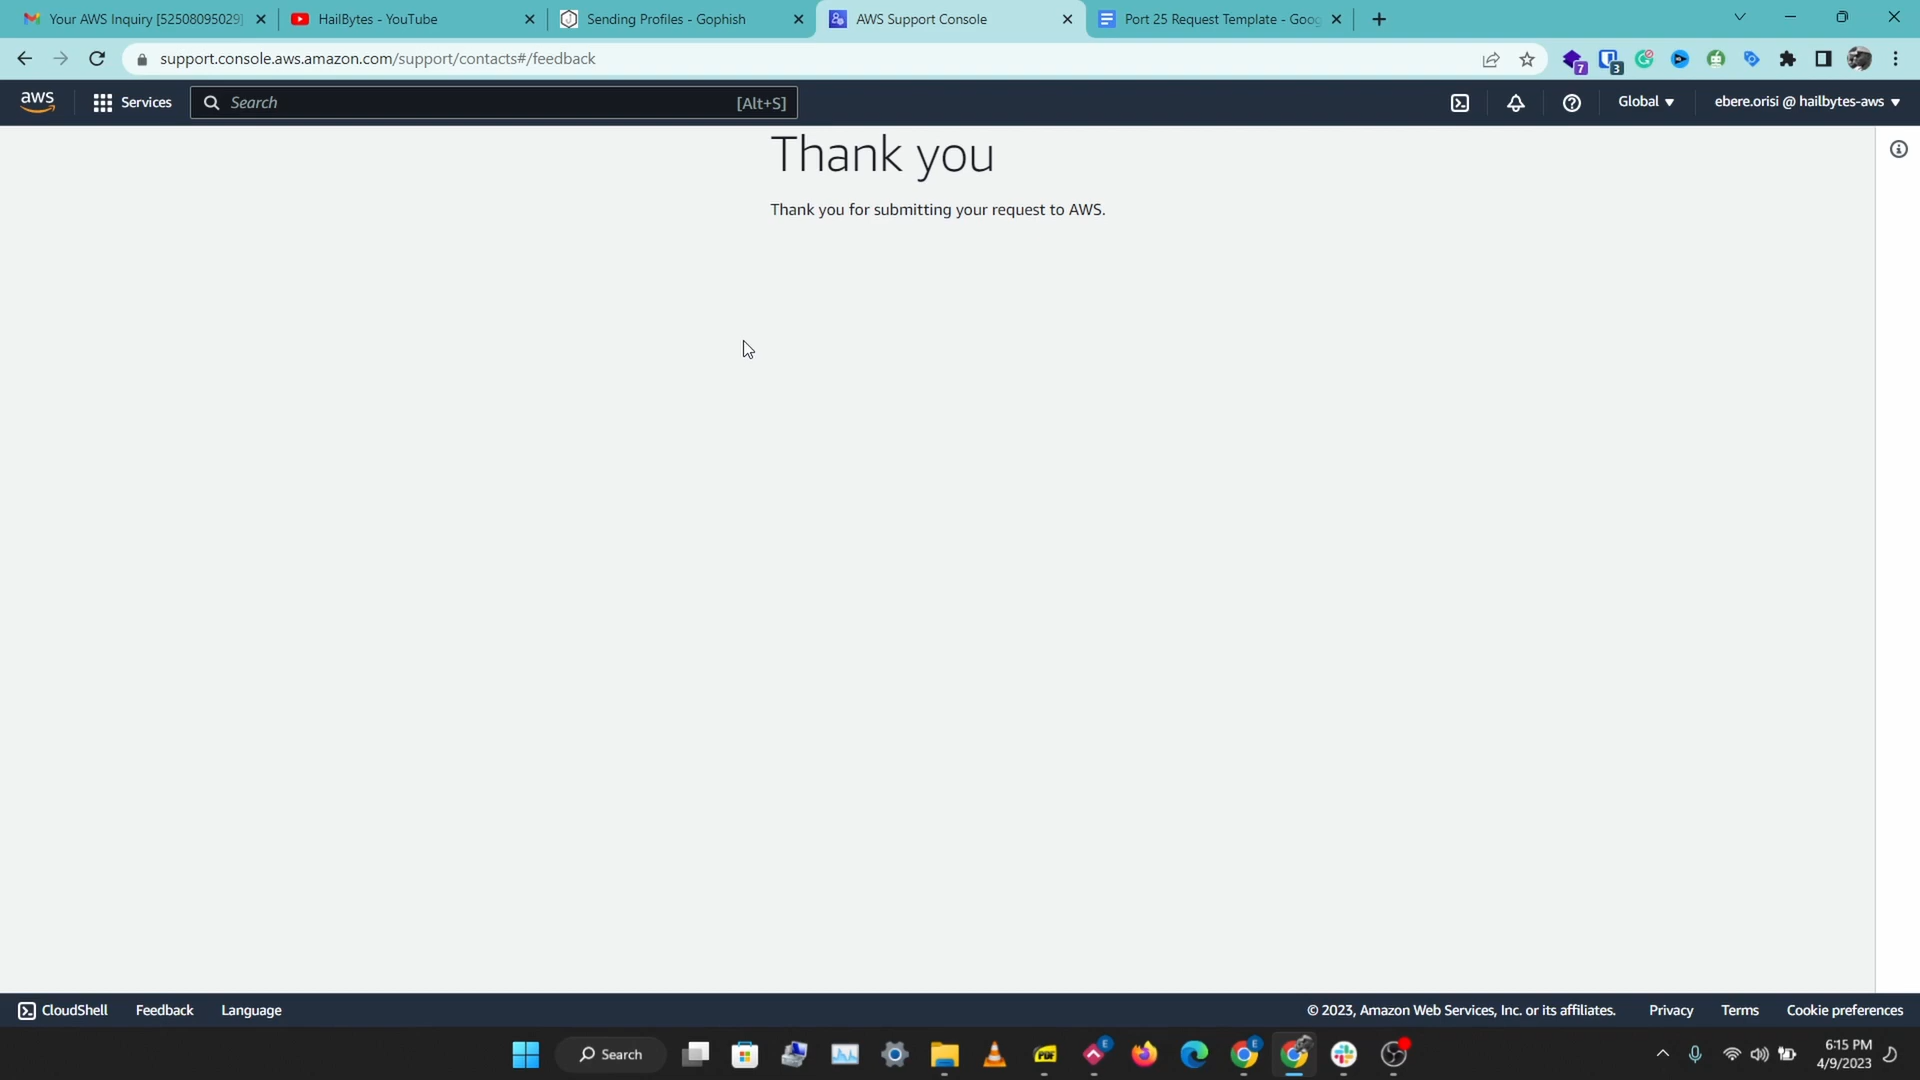 Your AWS Inquiry [52508095029]
HailBytes - YouTube
Sending Profiles - Gophish
AWS Support Console
Port 25 Request Template - Goog
support.console.aws.amazon.com/support/contacts#/feedback
7
3
aws
Services
Search
[Alt+S]
Global
ebere.orisi @ hailbytes-aws
Thank you
Thank you for submitting your request to AWS.
CloudShell
Feedback
Language
© 2023, Amazon Web Services, Inc. or its affiliates.
Privacy
Terms
Cookie preferences
Search
PDF
E
E
6:15 PM
4/9/2023